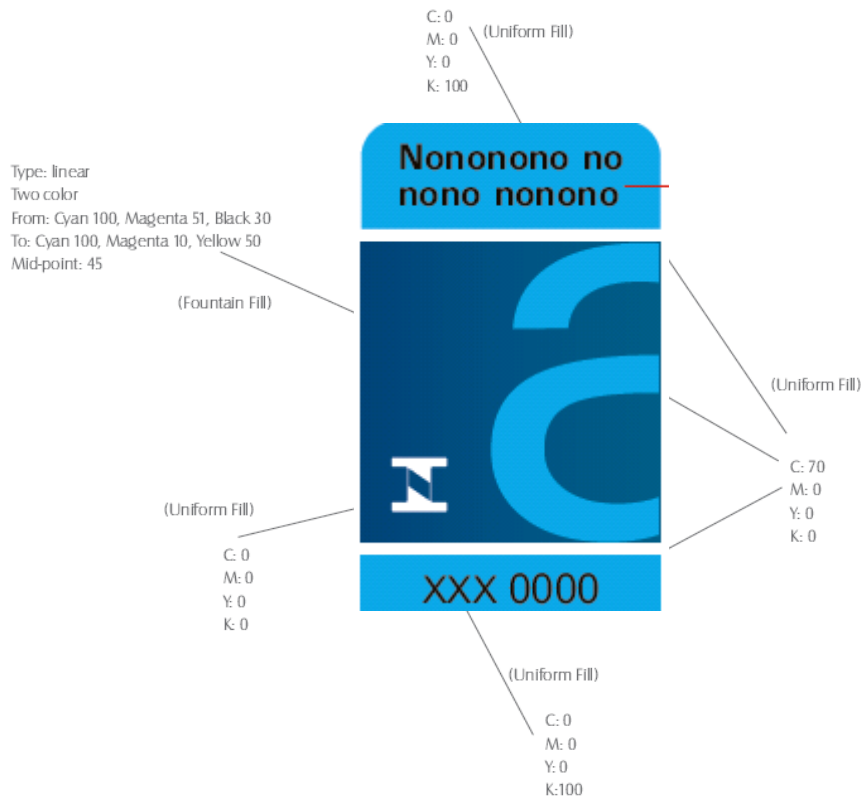 C: 0
M: 0
Y: 0
K: 100
(Uniform Fill)
Nononono no
nono nonono
Type: linear
Two color
From: Cyan 100, Magenta 51, Black 30
To: Cyan 100, Magenta 10, Yellow 50
Mid-point: 45
(Fountain Fill)
a
N
(Uniform Fill)
C: 70
M: 0
Y: 0
K: 0
(Uniform Fill)
C: 0
M: 0
Y: 0
K: 0
XXX 0000
(Uniform Fill)
C: 0
M: 0
Y: 0
K:100